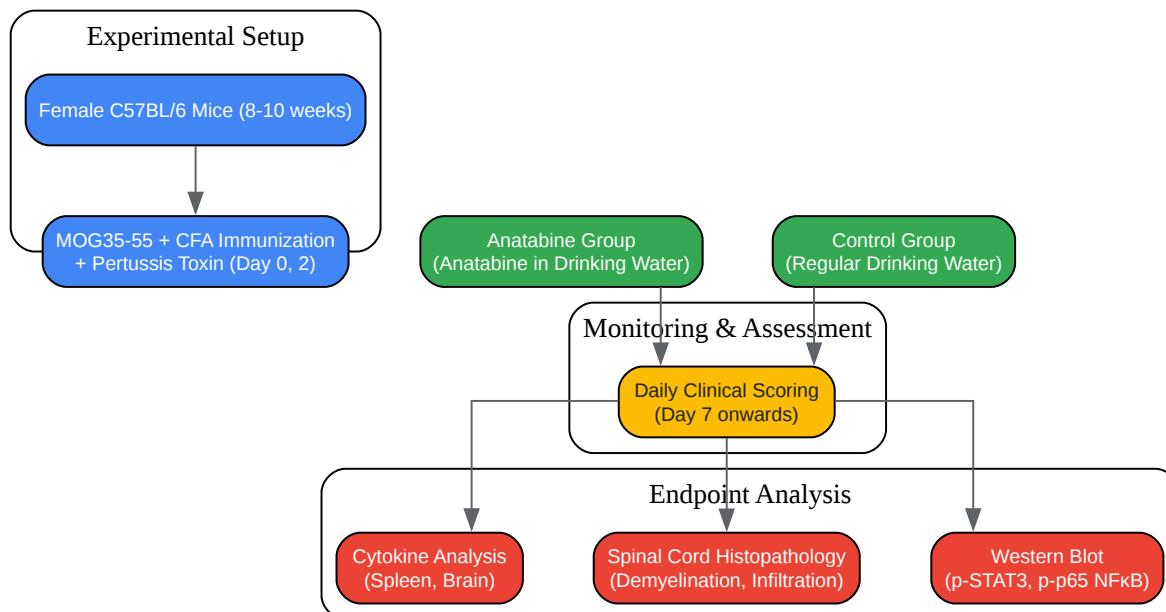 Experimental Setup
Female C57BL/6 Mice (8-10 weeks)
MOG35-55 + CFA Immunization
+ Pertussis Toxin (Day 0, 2)
Anatabine Group
(Anatabine in Drinking Water)
Control Group
(Regular Drinking Water)
Monitoring & Assessment
Daily Clinical Scoring
(Day 7 onwards)
Endpoint Analysis
Cytokine Analysis
(Spleen, Brain)
Spinal Cord Histopathology
(Demyelination, Infiltration)
Western Blot
(p-STAT3, p-p65 NFκB)